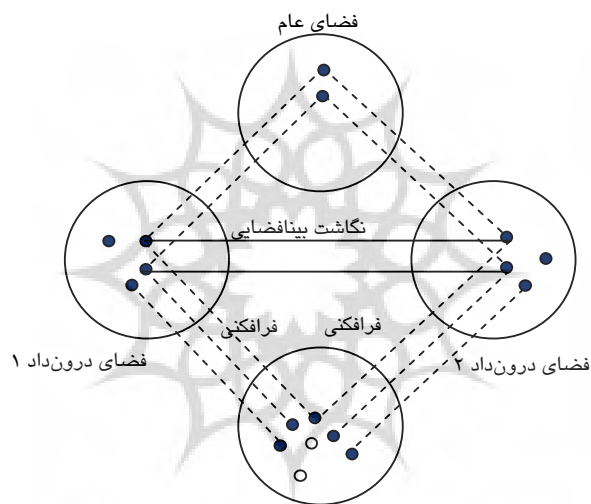 فضای عام
نگاشت بینافضایی
فرافکنی
فرافکنی
فضای درون‌داد ۲
فضای درون‌داد ۱